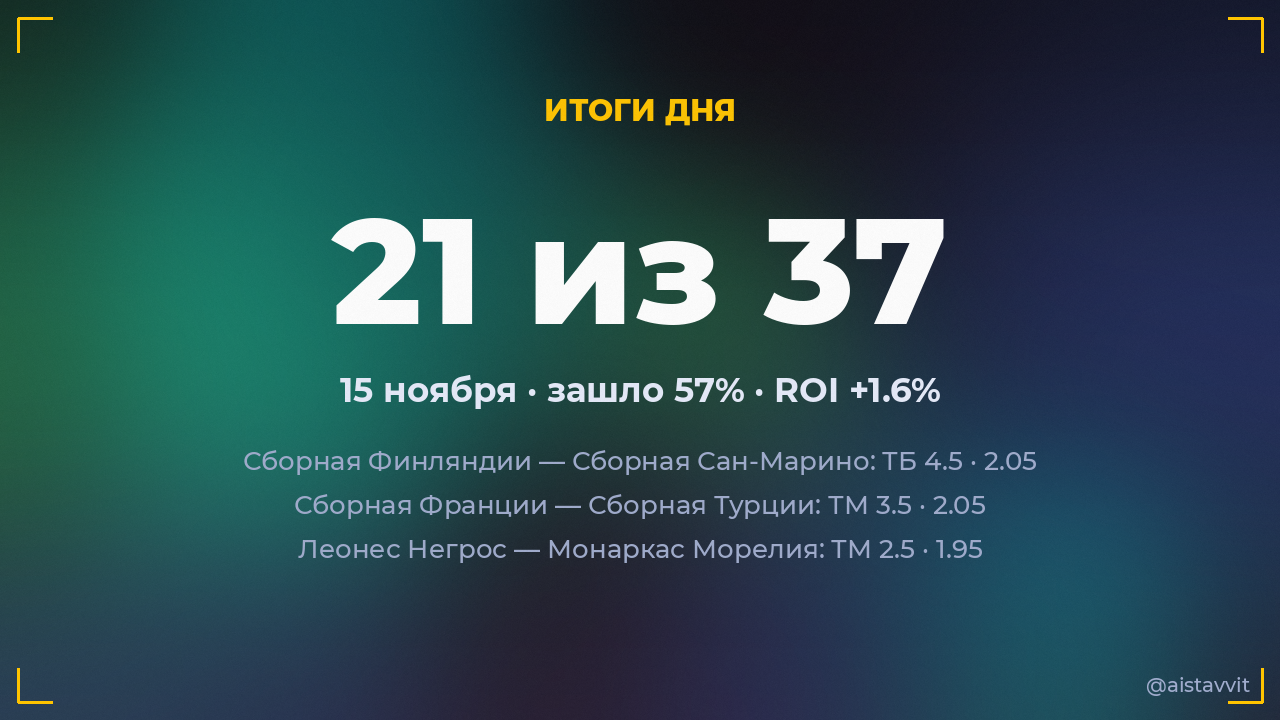 ИТОГИ ДНЯ
21 из 37
15 ноября · зашло 57% · ROI +1.6%
Сборная Финляндии — Сборная Сан-Марино: ТБ 4.5 · 2.05
Сборная Франции — Сборная Турции: ТМ 3.5 · 2.05
Леонес Негрос — Монаркас Морелия: ТМ 2.5 · 1.95
@aistavvit